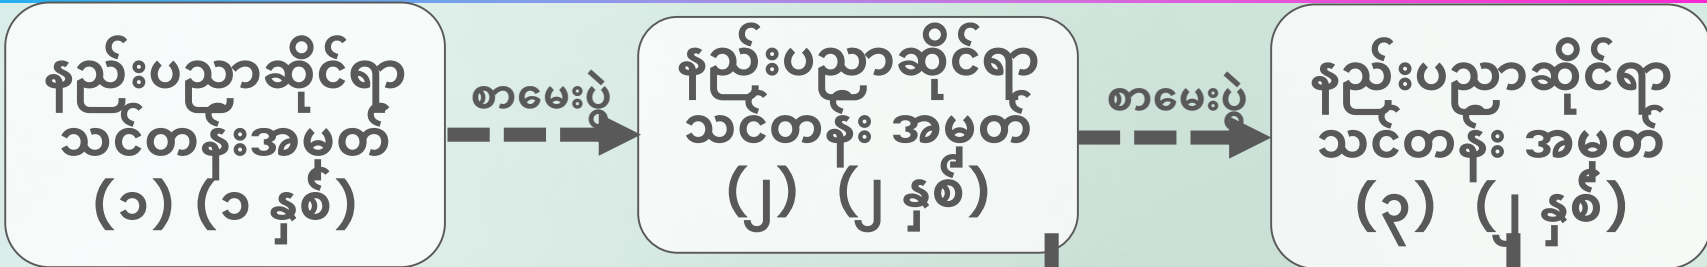 နည်းပညာဆိုင်ရာ
သင်တန်းအမှတ်
(၁) (၁ နှစ်)
စာမေးပွဲ
နည်းပညာဆိုင်ရာ
သင်တန်း အမှတ်
(၂) (၂ နှစ်)
စာမေးပွဲ
နည်းပညာဆိုင်ရာ
သင်တန်း အမှတ်
(၃) (၂ နှစ်)